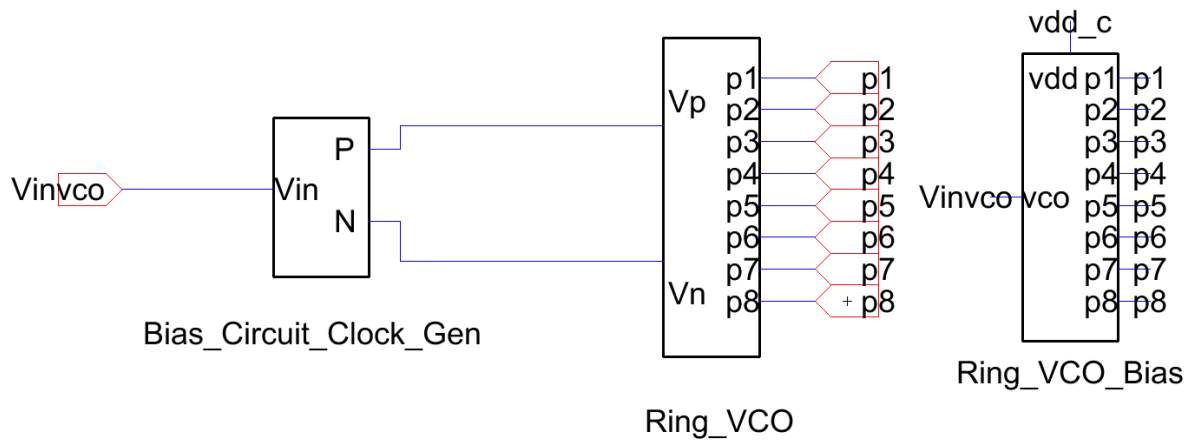 Vinvco
Vin
P
N
Bias_Circuit_Clock_Gen
Vp
Vn
p1
p2
p3
p4
p5
p6
p7
p8
p1
p2
p3
p4
p5
p6
p7
p8
Ring_VCO
vdd_c
vdd
Vinvco
vco
p1
p2
p3
p4
p5
p6
p7
p8
p1
p2
p3
p4
p5
p6
p7
p8
Ring_VCO_Bias